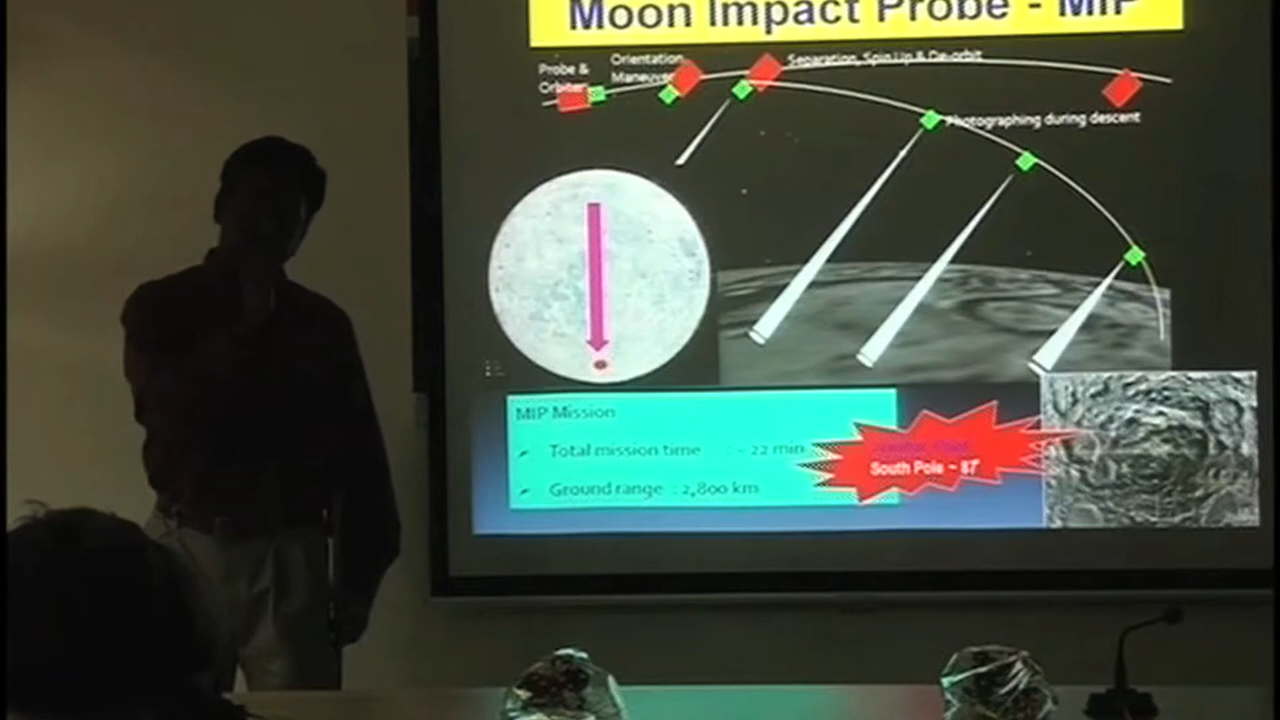 Moon Impact Probe - MIP
Probe &
Orbiter
Orientation
Maneuver
Separation, Spin Up & De-orbit
Photographing during descent
MIP Mission
Total mission time : ~ 22 min
Ground range : 2,800 km
South Pole ~ 87°